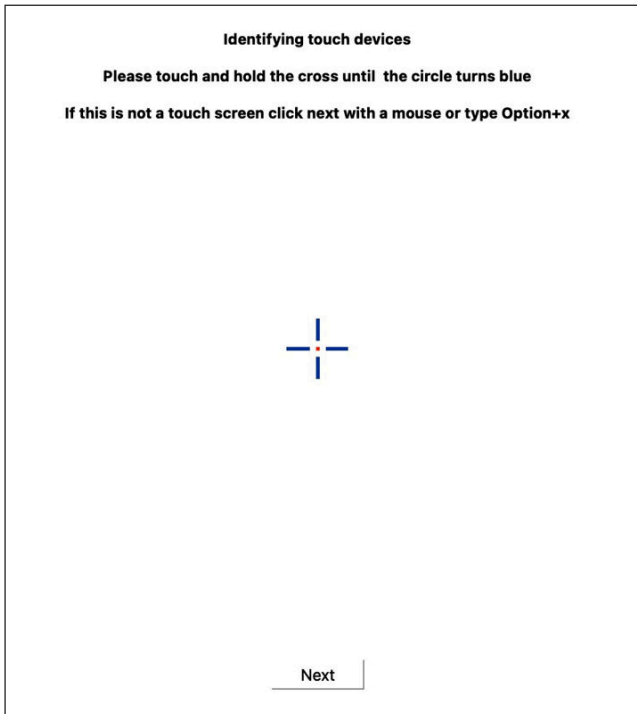 Identifying touch devices
Please touch and hold the cross until  the circle turns blue
If this is not a touch screen click next with a mouse or type Option+x
Next